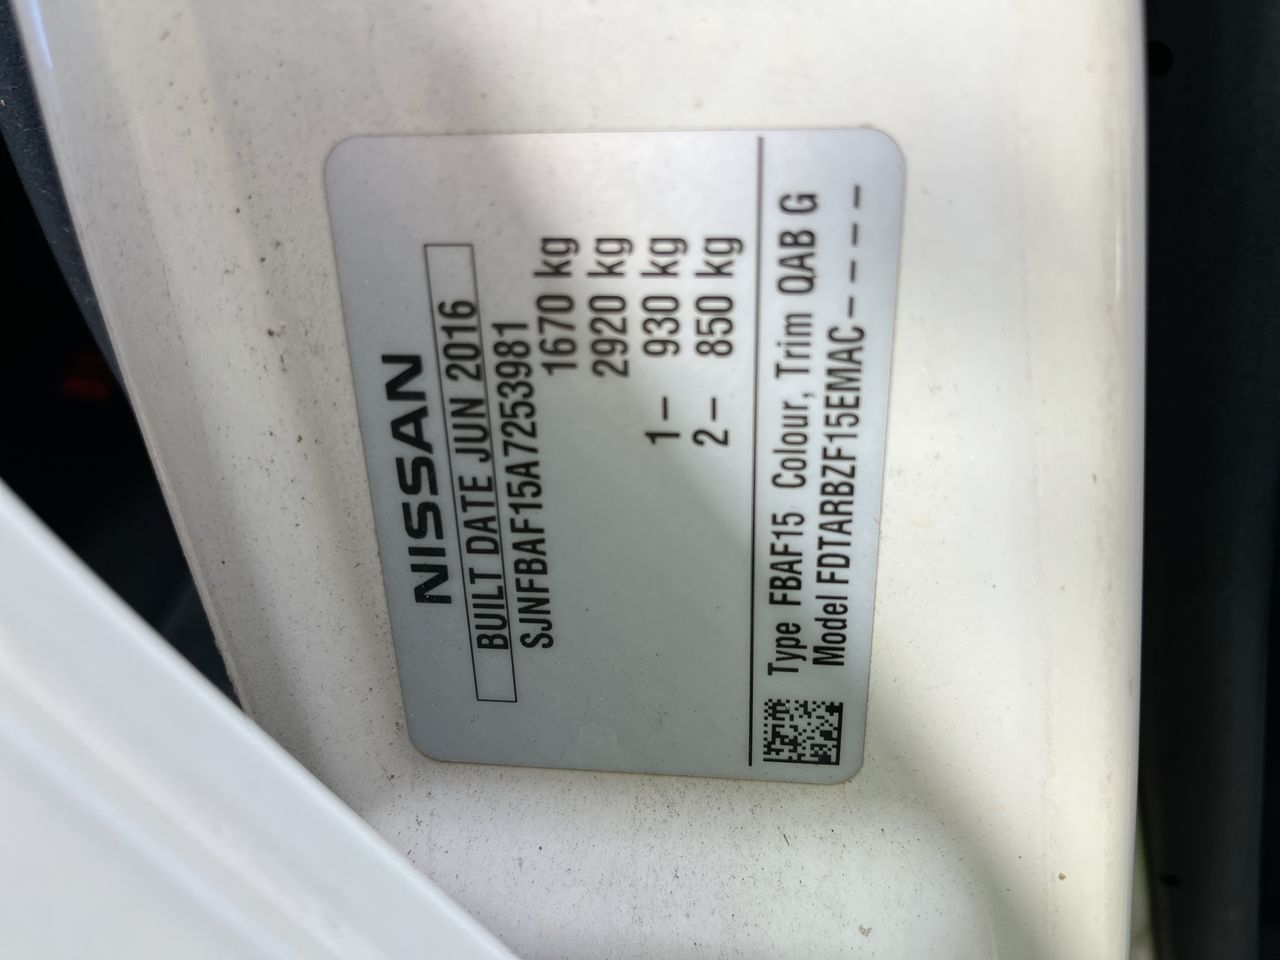 NISSAN
BUILT DATE JUN 2016
SJNFBAF15A7253981
1670 kg
2920 kg
1– 930 kg
2– 850 kg
Type FBAF15 Colour, Trim QAB G
Model FDTARBZF15EMAC-----